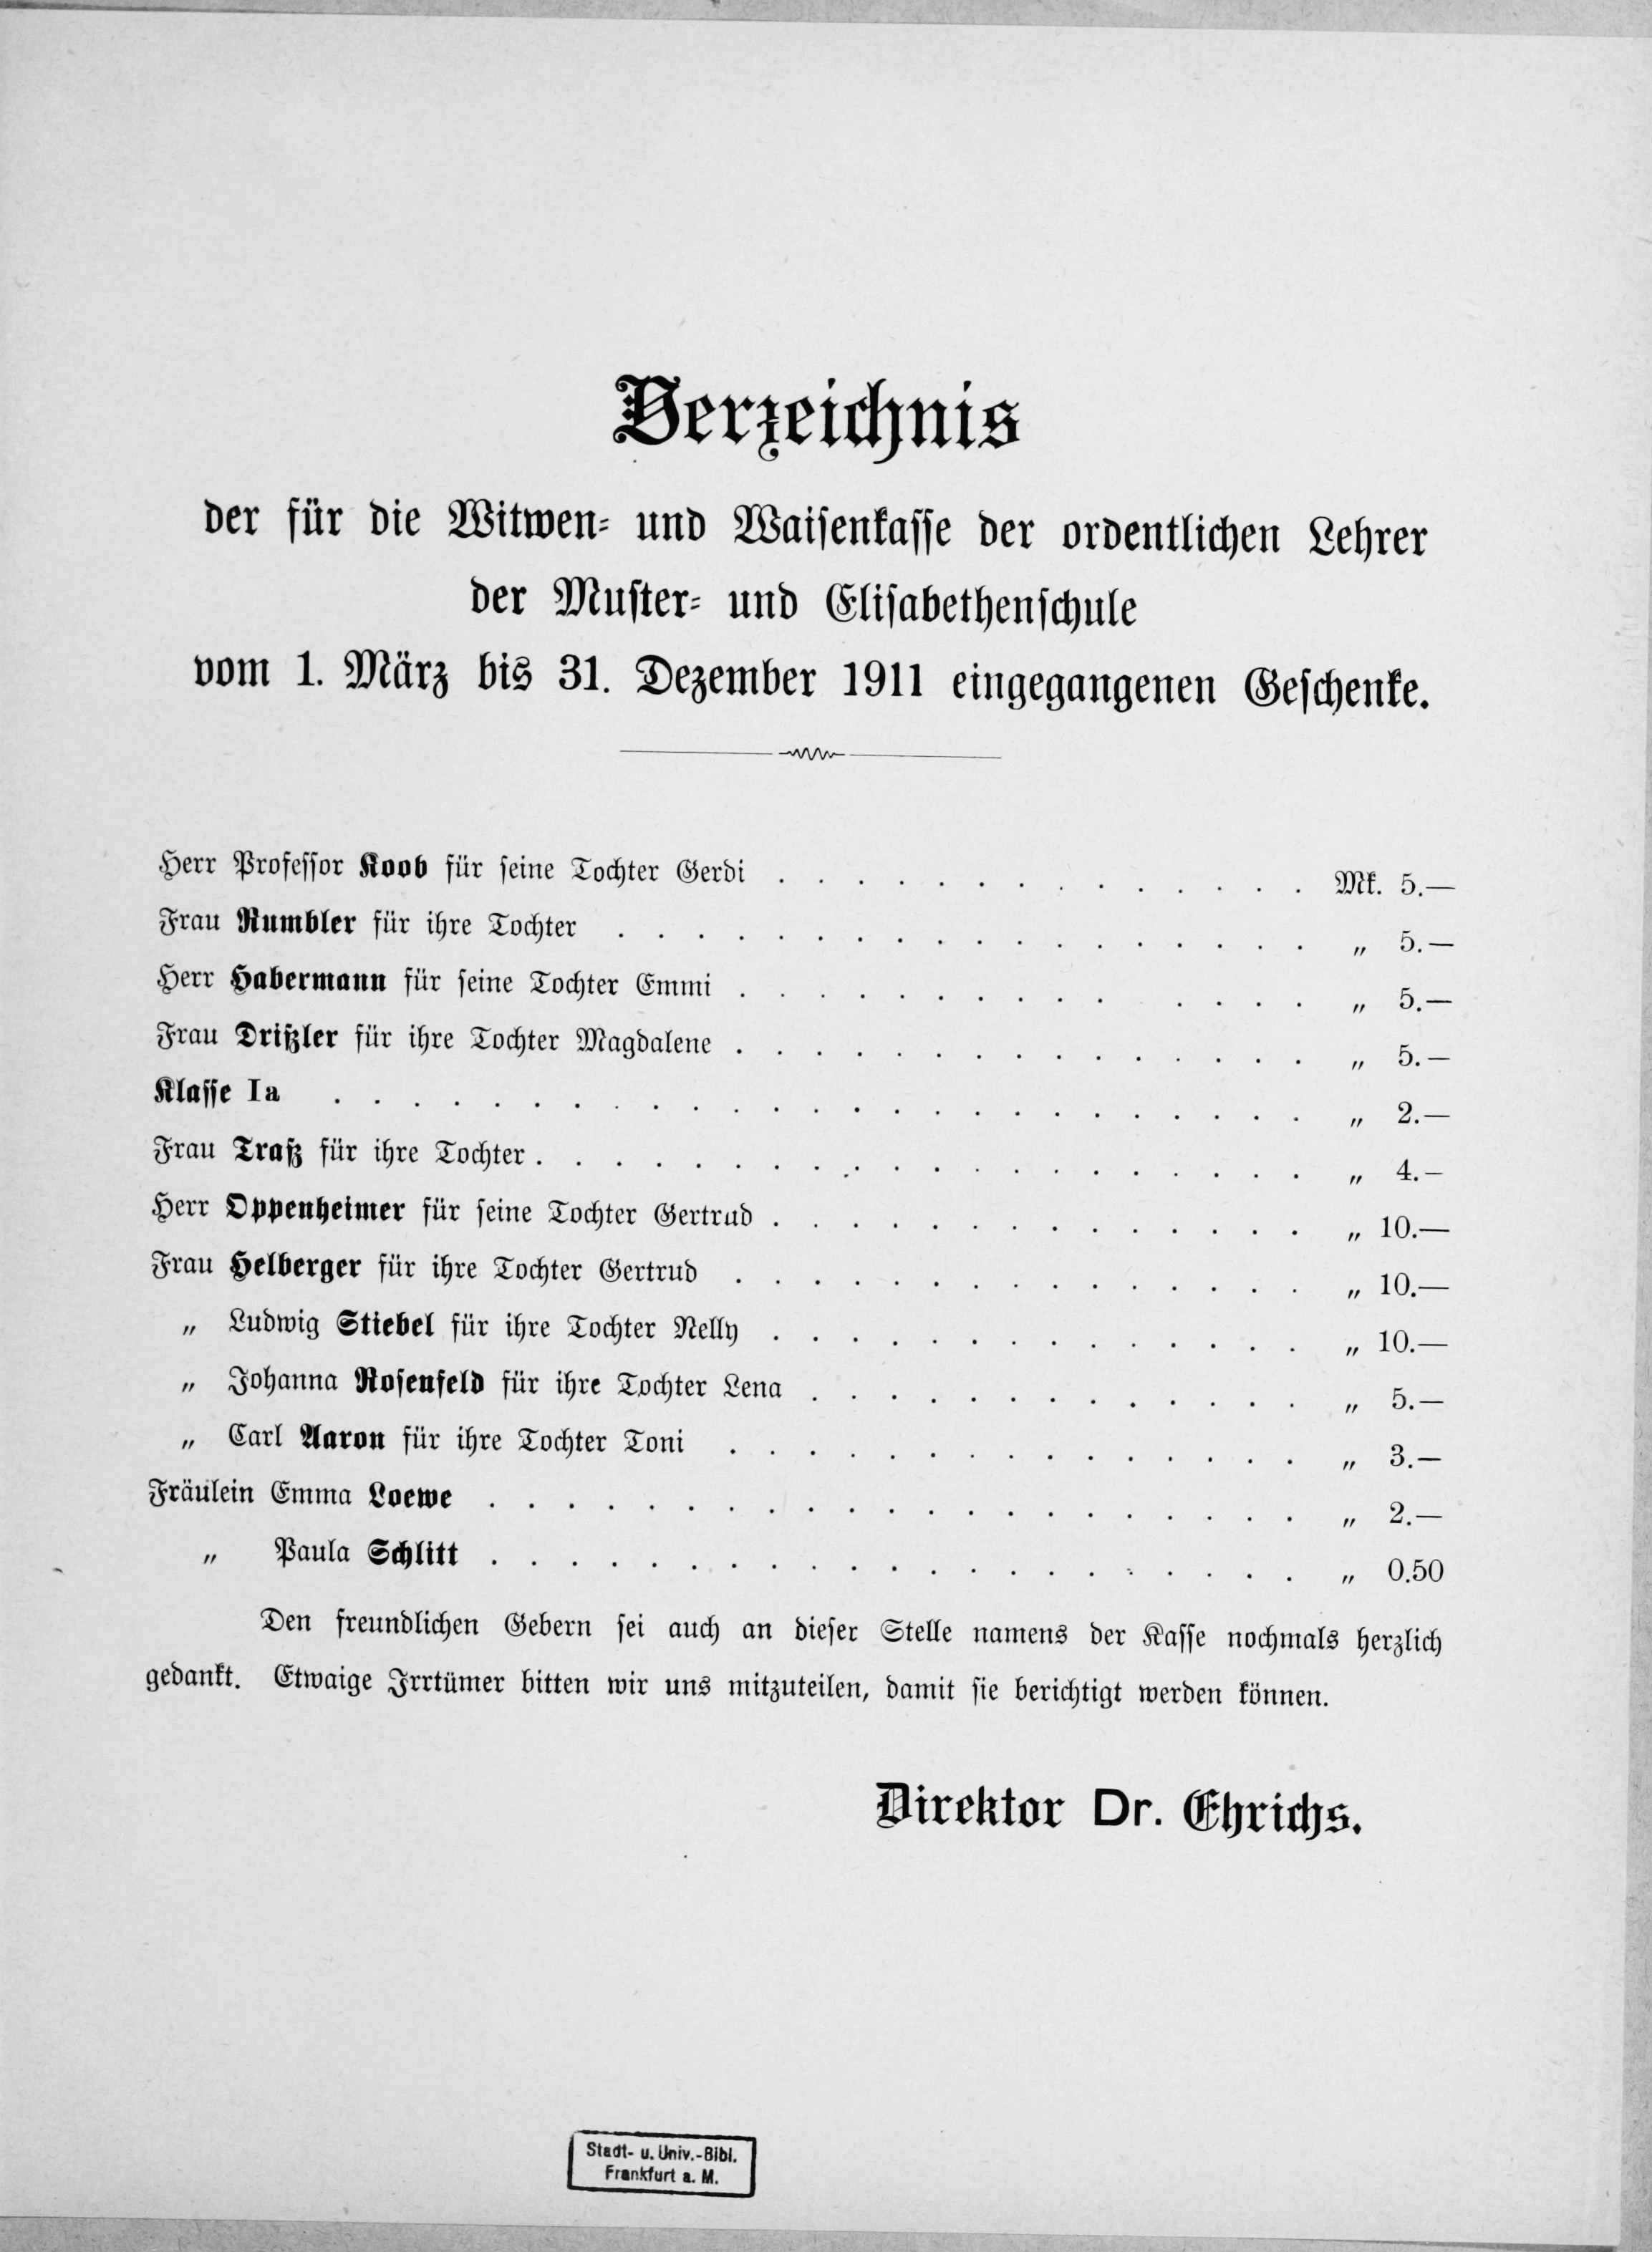 Verzeichnis
der für die Witwen- und Waisenkasse der ordentlichen Lehrer
der Muster- und Elisabethenschule
vom 1. März bis 31. Dezember 1911 eingegangenen Geschenke.
Herr Professor Koob für seine Tochter Gerdi . . . . . . . . . . . . . . Mk. 5.—
Frau Rumbler für ihre Tochter . . . . . . . . . . . . . . . . . . „ 5.—
Herr Habermann für seine Tochter Emmi . . . . . . . . . . . . . . „ 5.—
Frau Drißler für ihre Tochter Magdalene . . . . . . . . . . . . . . . „ 5.—
Klasse Ia . . . . . . . . . . . . . . . . . . . . . . . . . „ 2.—
Frau Traß für ihre Tochter . . . . . . . . . . . . . . . . . . . . „ 4.—
Herr Oppenheimer für seine Tochter Gertrud . . . . . . . . . . . . . . „ 10.—
Frau Helberger für ihre Tochter Gertrud . . . . . . . . . . . . . . . „ 10.—
„ Ludwig Stiebel für ihre Tochter Nelly . . . . . . . . . . . . . . „ 10.—
„ Johanna Rosenfeld für ihre Tochter Lena . . . . . . . . . . . . . „ 5.—
„ Carl Aaron für ihre Tochter Toni . . . . . . . . . . . . . . . „ 3.—
Fräulein Emma Loewe . . . . . . . . . . . . . . . . . . . . . „ 2.—
„ Paula Schlitt . . . . . . . . . . . . . . . . . . . . . „ 0.50
Den freundlichen Gebern sei auch an dieser Stelle namens der Kasse nochmals herzlich
gedankt. Etwaige Irrtümer bitten wir uns mitzuteilen, damit sie berichtigt werden können.
Direktor Dr. Ehrichs.
Stadt- u. Univ.-Bibl.
Frankfurt a. M.